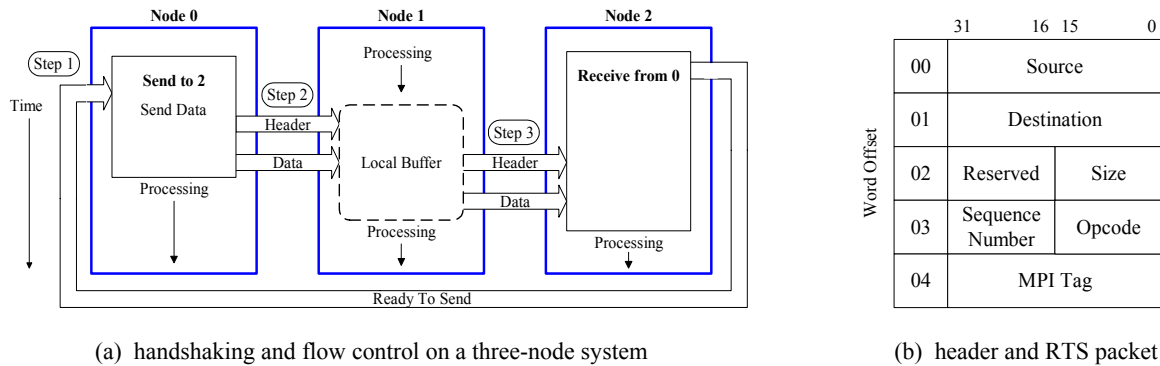 Node 0
Node 1
Node 2
Step 1
Time
Send to 2
Send Data
Processing
Step 2
Header
Data
Processing
Local Buffer
Processing
Step 3
Header
Data
Receive from 0
Processing
Ready To Send
(a) handshaking and flow control on a three-node system
31 16 15 0
Word Offset
00 Source
01 Destination
02 Reserved Size
03 Sequence Number Opcode
04 MPI Tag
(b) header and RTS packet